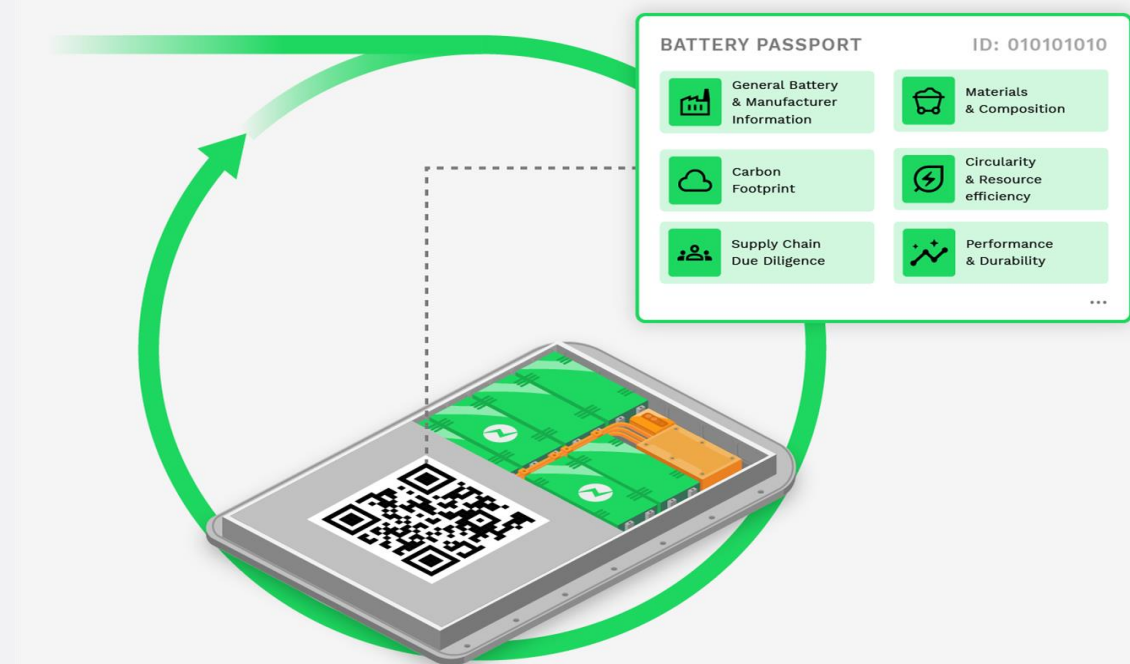 BATTERY PASSPORT
ID: 010101010
General Battery
& Manufacturer
Information
Materials
& Composition
Carbon
Footprint
Circularity
& Resource
efficiency
Supply Chain
Due Diligence
Performance
& Durability
...